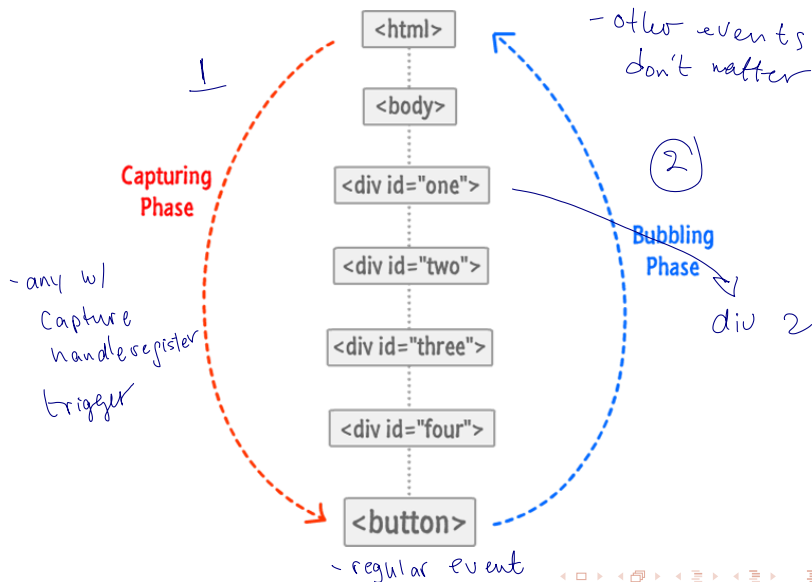 <html>
- other events
don't matter
1
<body>
2
Capturing
Phase
<div id="one">
Bubbling
Phase
<div id="two">
- any w/
capture
handleregister
trigger
div 2
<div id="three">
<div id="four">
<button>
- regular event